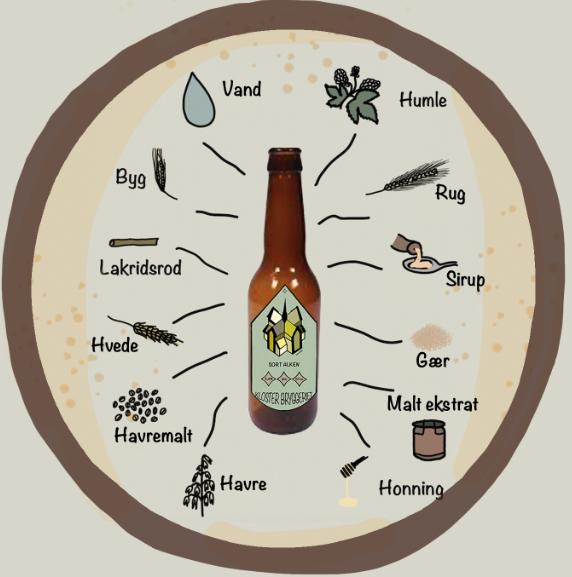 Vand
Humle
Byg
Rug
Lakridsrod
Sirup
Hvede
Gær
SORT ALKEN
KLOSTER BRYGGERIET
Malt ekstrat
Havremalt
Havre
Honning